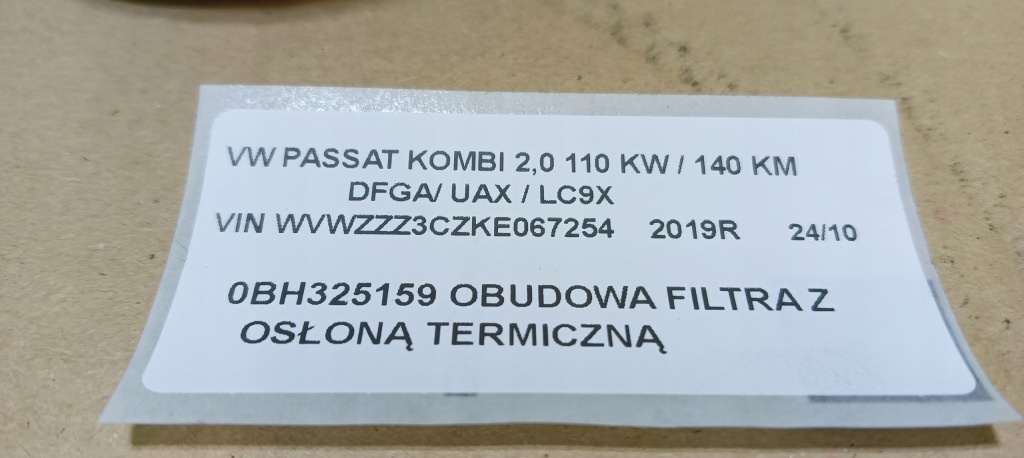 VW PASSAT KOMBI 2,0 110 KW / 140 KM
DFGA/ UAX / LC9X
VIN WVWZZZ3CZKE067254 2019R 24/10
0BH325159 OBUDOWA FILTRA Z
OSŁONĄ TERMICZNĄ